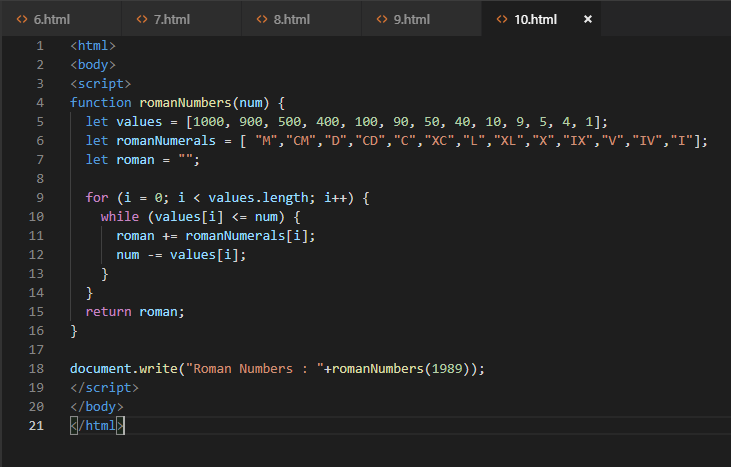 <> 6.html <> 7.html <> 8.html <> 9.html <> 10.html ×
1 <html>
2 <body>
3 <script>
4 function romanNumbers(num) {
5   let values = [1000, 900, 500, 400, 100, 90, 50, 40, 10, 9, 5, 4, 1];
6   let romanNumerals = [ "M","CM","D","CD","C","XC","L","XL","X","IX","V","IV","I"];
7   let roman = "";
8
9   for (i = 0; i < values.length; i++) {
10     while (values[i] <= num) {
11       roman += romanNumerals[i];
12       num -= values[i];
13     }
14   }
15   return roman;
16 }
17
18 document.write("Roman Numbers : "+romanNumbers(1989));
19 </script>
20 </body>
21 </html>